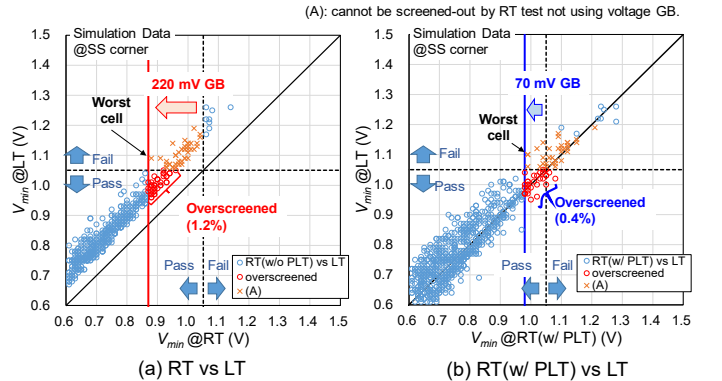 (A): cannot be screened-out by RT test not using voltage GB.
Simulation Data
@SS corner
220 mV GB
Worst
cell
Fail
Pass
Overscreened
(1.2%)
Pass
Fail
RT(w/o PLT) vs LT
overscreened
(A)
1.5
1.4
1.3
1.2
1.1
1.0
0.9
0.8
0.7
0.6
Vmin @LT (V)
0.6 0.7 0.8 0.9 1.0 1.1 1.2 1.3 1.4 1.5
Vmin @RT (V)
(a) RT vs LT
Simulation Data
@SS corner
70 mV GB
Worst
cell
Fail
Pass
Overscreened
(0.4%)
Pass
Fail
RT(w/ PLT) vs LT
overscreened
(A)
1.5
1.4
1.3
1.2
1.1
1.0
0.9
0.8
0.7
0.6
Vmin @LT (V)
0.6 0.7 0.8 0.9 1.0 1.1 1.2 1.3 1.4 1.5
Vmin @RT(w/ PLT) (V)
(b) RT(w/ PLT) vs LT